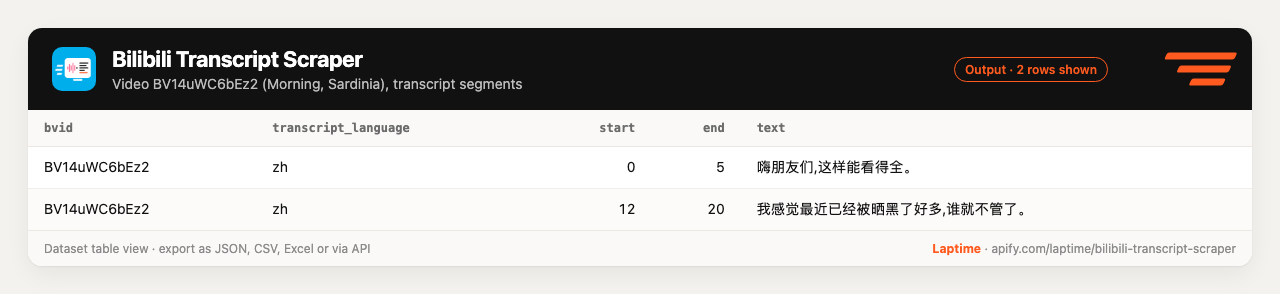 Bilibili Transcript Scraper
Video BV14uWC6bEz2 (Morning, Sardinia), transcript segments
Output · 2 rows shown
bvid transcript_language start end text
BV14uWC6bEz2 zh 0 5 嗨朋友们,这样能看得全。
BV14uWC6bEz2 zh 12 20 我感觉最近已经被晒黑了好多,谁就不管了。
Dataset table view · export as JSON, CSV, Excel or via API
Laptime · apify.com/laptime/bilibili-transcript-scraper